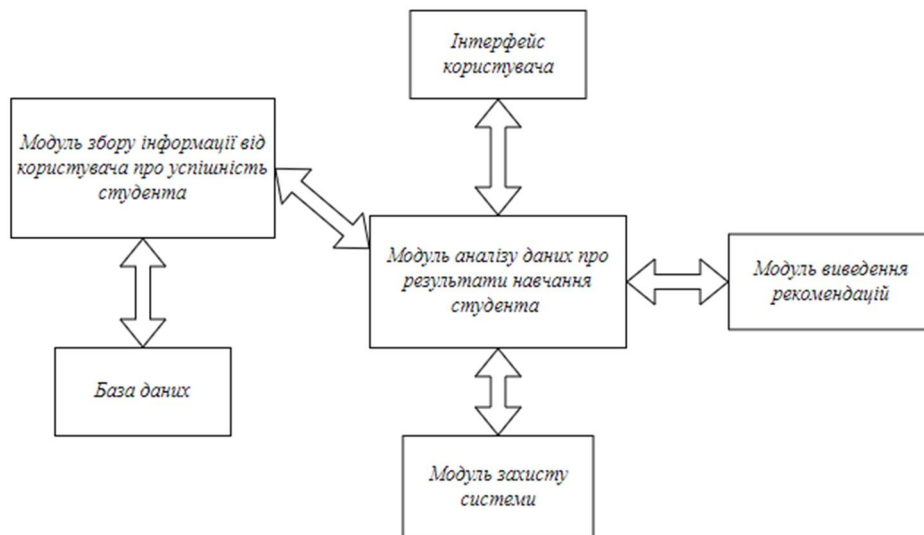 Інтерфейс
користувача
Модуль збору інформації від
користувача про успішність
студента
Модуль аналізу даних про
результати навчання
студента
Модуль виведення
рекомендацій
База даних
Модуль захисту
системи